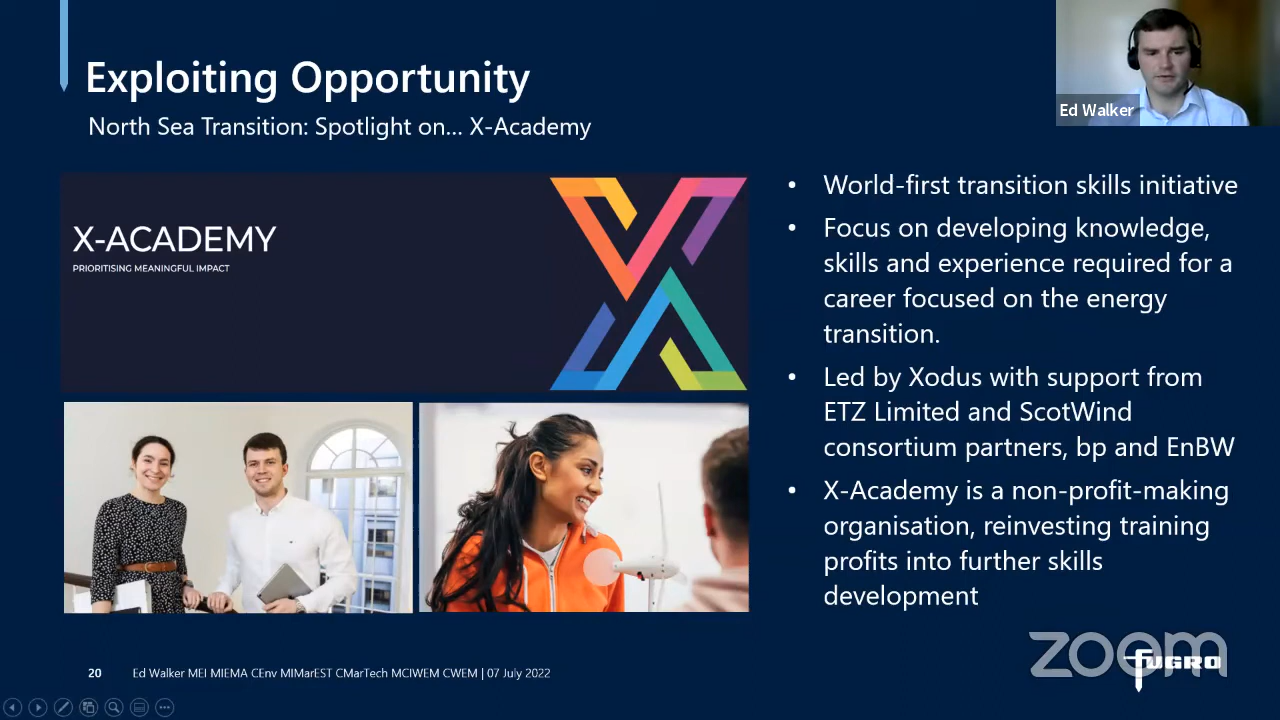 Exploiting Opportunity
North Sea Transition: Spotlight on... X-Academy
Ed Walker
X-ACADEMY
PRIORITISING MEANINGFUL IMPACT
• World-first transition skills initiative
• Focus on developing knowledge,
skills and experience required for a
career focused on the energy
transition.
• Led by Xodus with support from
ETZ Limited and ScotWind
consortium partners, bp and EnBW
• X-Academy is a non-profit-making
organisation, reinvesting training
profits into further skills
development
20 Ed Walker MEI MIEMA CEnv MIMarEST CMarTech MCIWEM CWEM | 07 July 2022
zoom
fUGRO